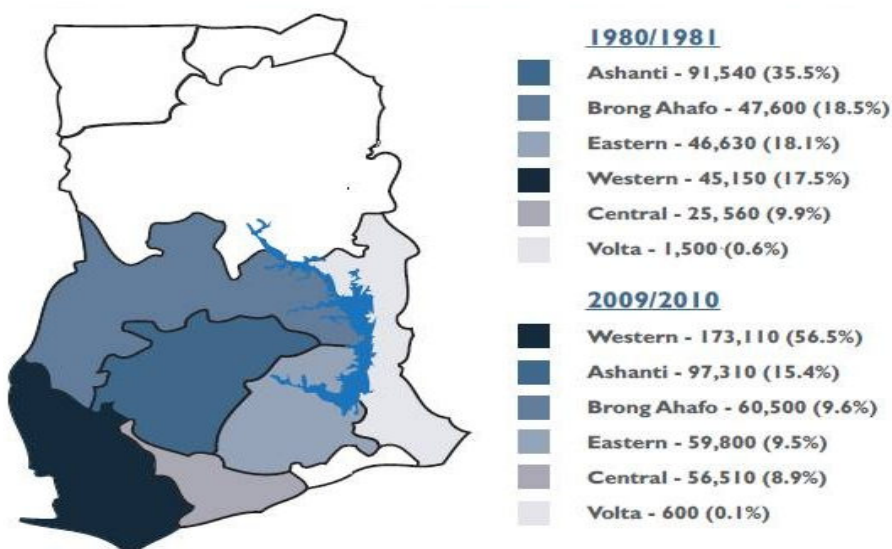 1980/1981
Ashanti - 91,540 (35.5%)
Brong Ahafo - 47,600 (18.5%)
Eastern - 46,630 (18.1%)
Western - 45,150 (17.5%)
Central - 25,560 (9.9%)
Volta - 1,500 (0.6%)
2009/2010
Western - 173,110 (56.5%)
Ashanti - 97,310 (15.4%)
Brong Ahafo - 60,500 (9.6%)
Eastern - 59,800 (9.5%)
Central - 56,510 (8.9%)
Volta - 600 (0.1%)